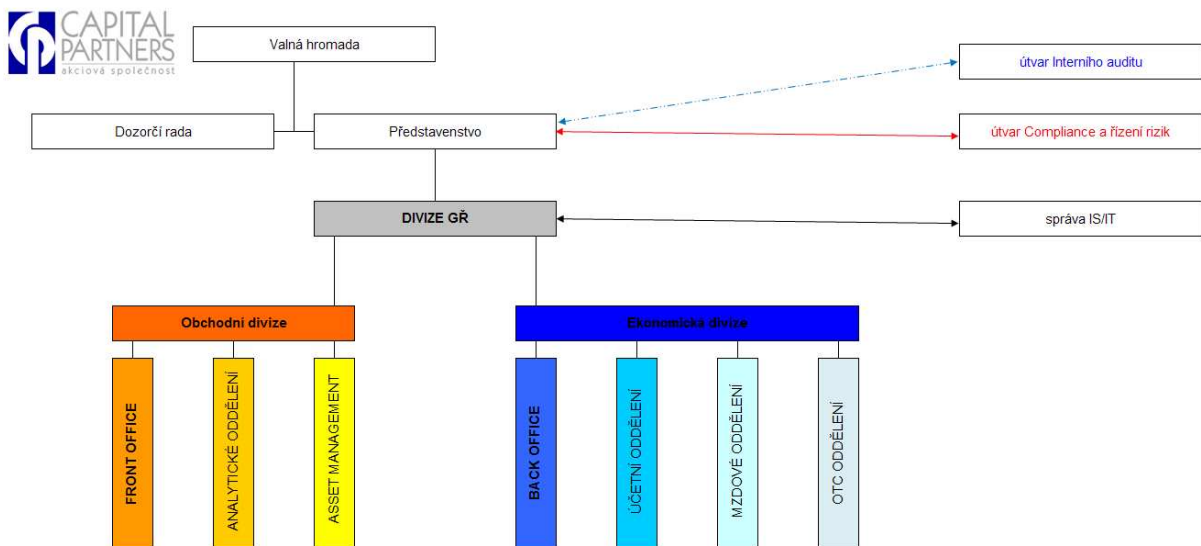 CAPITAL
PARTNERS
akciová společnost
Valná hromada
útvar Interního auditu
Dozorčí rada
Představenstvo
útvar Compliance a řízení rizik
DIVIZE GŘ
správa IS/IT
Obchodní divize
Ekonomická divize
FRONT OFFICE
ANALYTICKÉ ODDĚLENÍ
ASSET MANAGEMENT
BACK OFFICE
ÚČETNÍ ODDĚLENÍ
MZDOVÉ ODDĚLENÍ
OTC ODDĚLENÍ